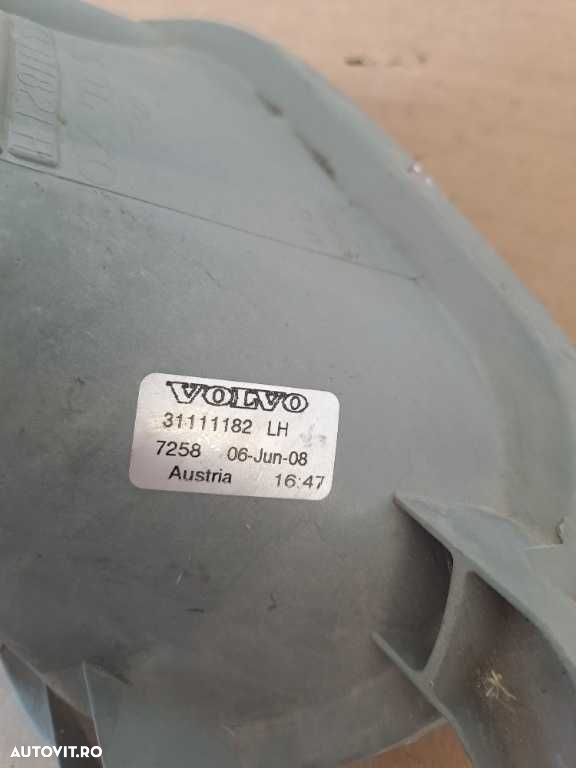 VOLVO
31111182 LH
7258 06-Jun-08
Austria 16:47
AUTOVIT.RO